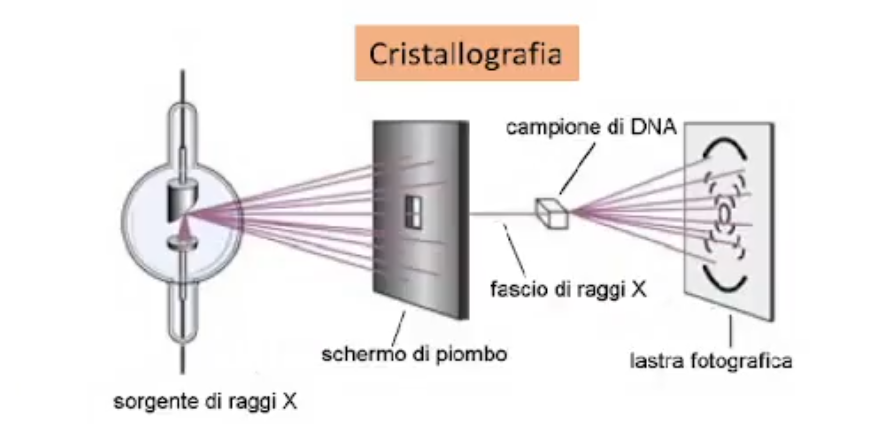 Cristallografia
campione di DNA
fascio di raggi X
schermo di piombo
lastra fotografica
sorgente di raggi X